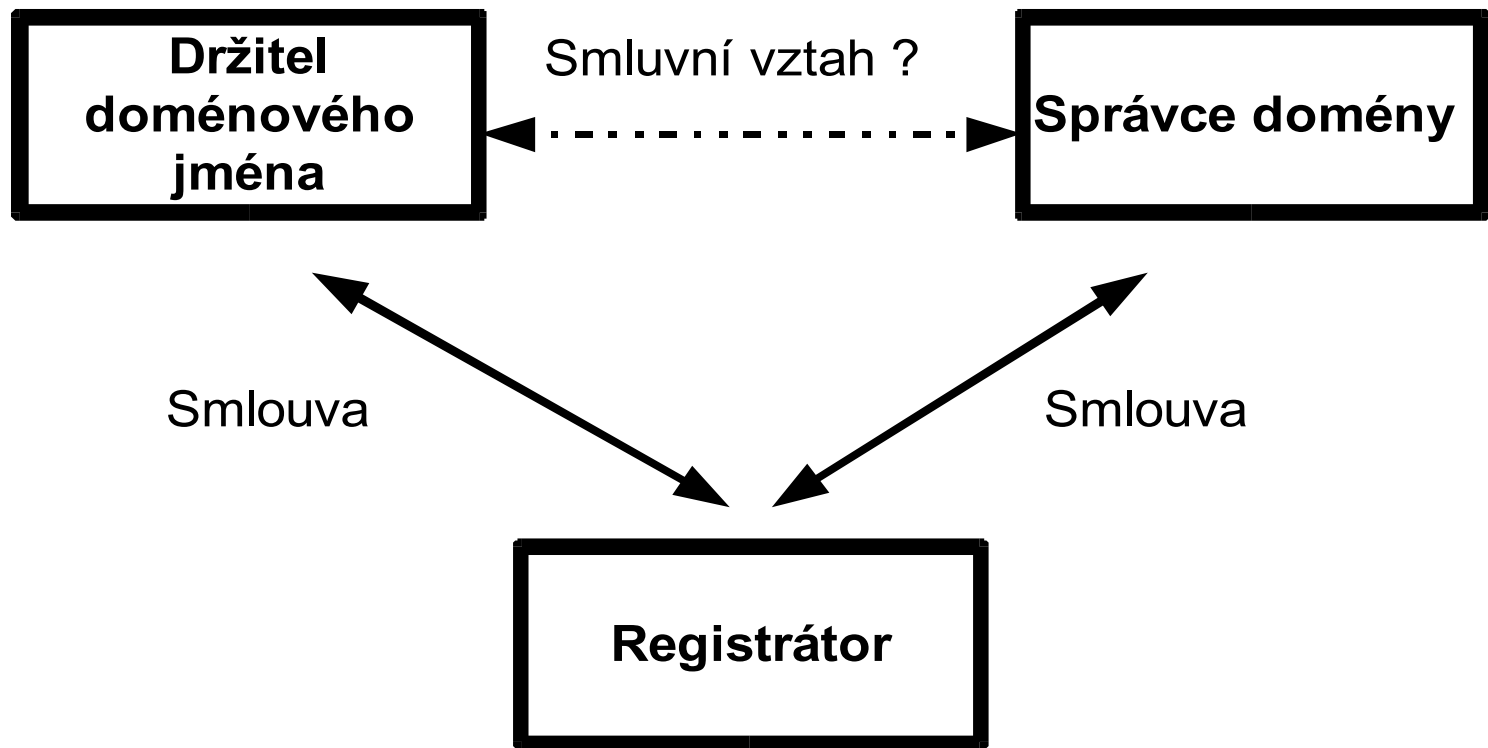 Držitel
doménového
jména
Smluvní vztah ?
Správce domény
Smlouva
Smlouva
Registrátor